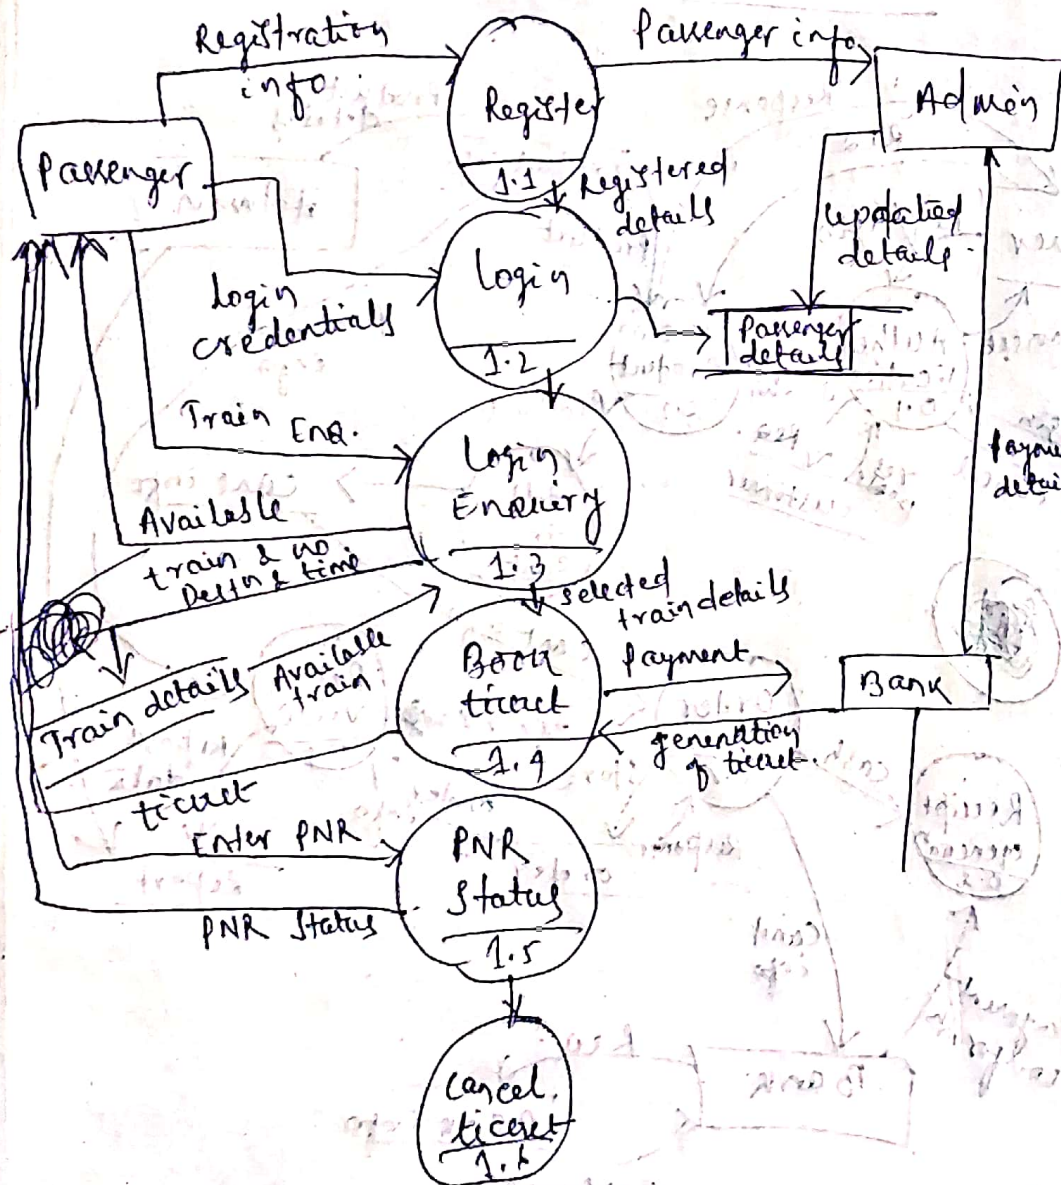 Registration
info
Passenger info
Register
1.1
Admin
Passenger
Registered
details
updated
details
Login
credentials
Login
1.2
Passenger
details
Train Enq.
Login
Enquiry
1.3
Available
train & no
Destn & time
selected
train details
Payme
detai
Train details
Available
train
Book
ticket
1.4
Payment
Bank
generation
of ticket.
ticket
Enter PNR
PNR
Status
1.5
PNR Status
Cancel.
ticket